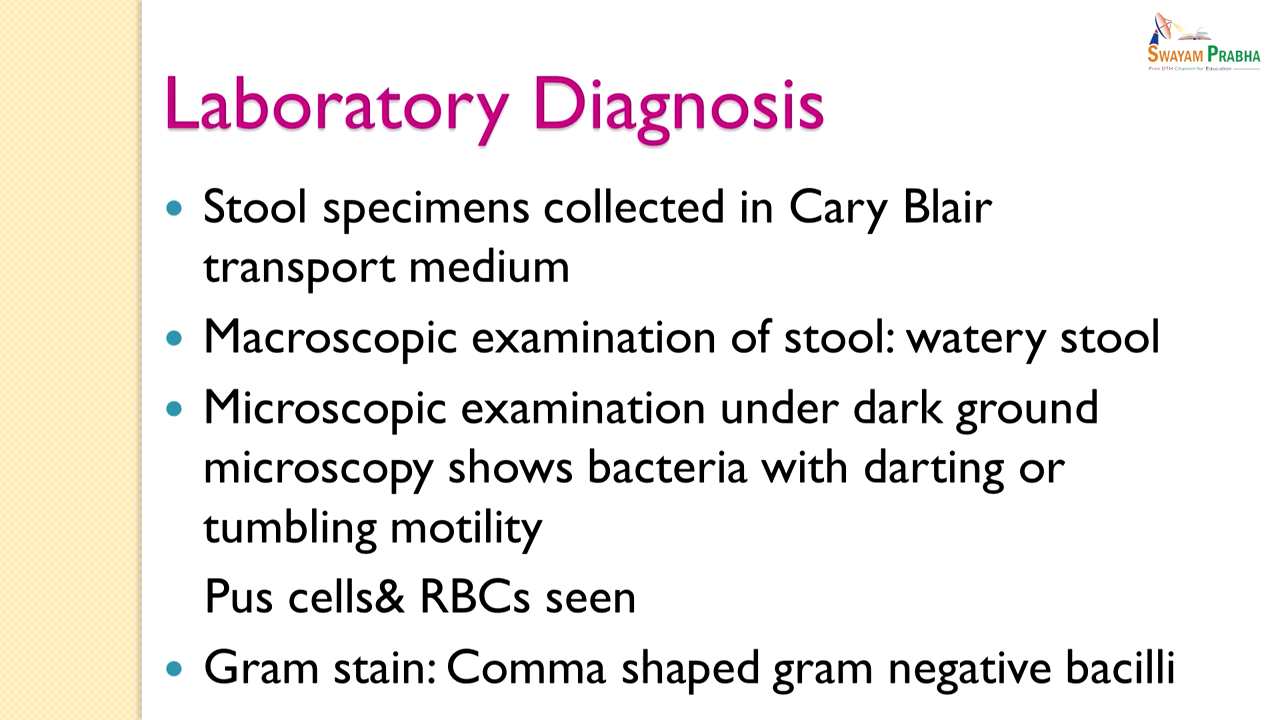 SWAYAM PRABHA
Free DTH Channel for Education
Laboratory Diagnosis
Stool specimens collected in Cary Blair
transport medium
Macroscopic examination of stool: watery stool
Microscopic examination under dark ground
microscopy shows bacteria with darting or
tumbling motility
Pus cells& RBCs seen
Gram stain: Comma shaped gram negative bacilli